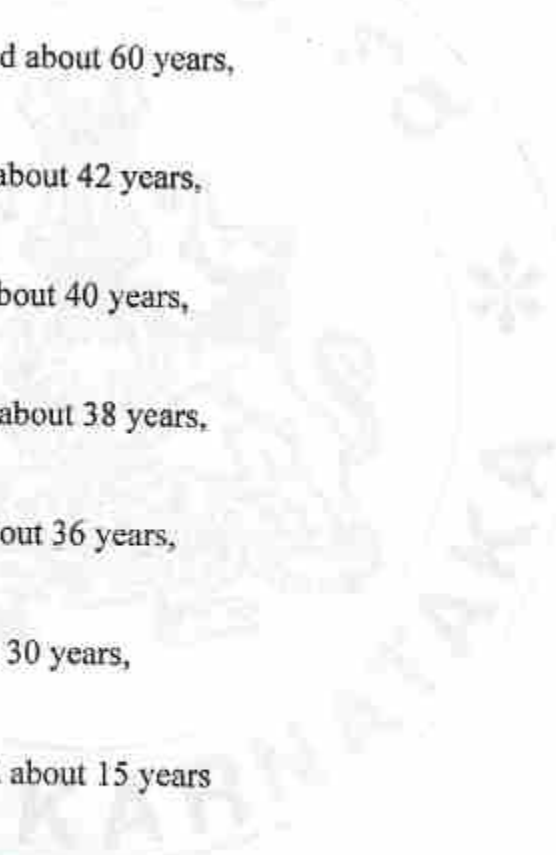 d about 60 years,
about 42 years,
bout 40 years,
about 38 years,
out 36 years,
30 years,
about 15 years
KARNATAKA